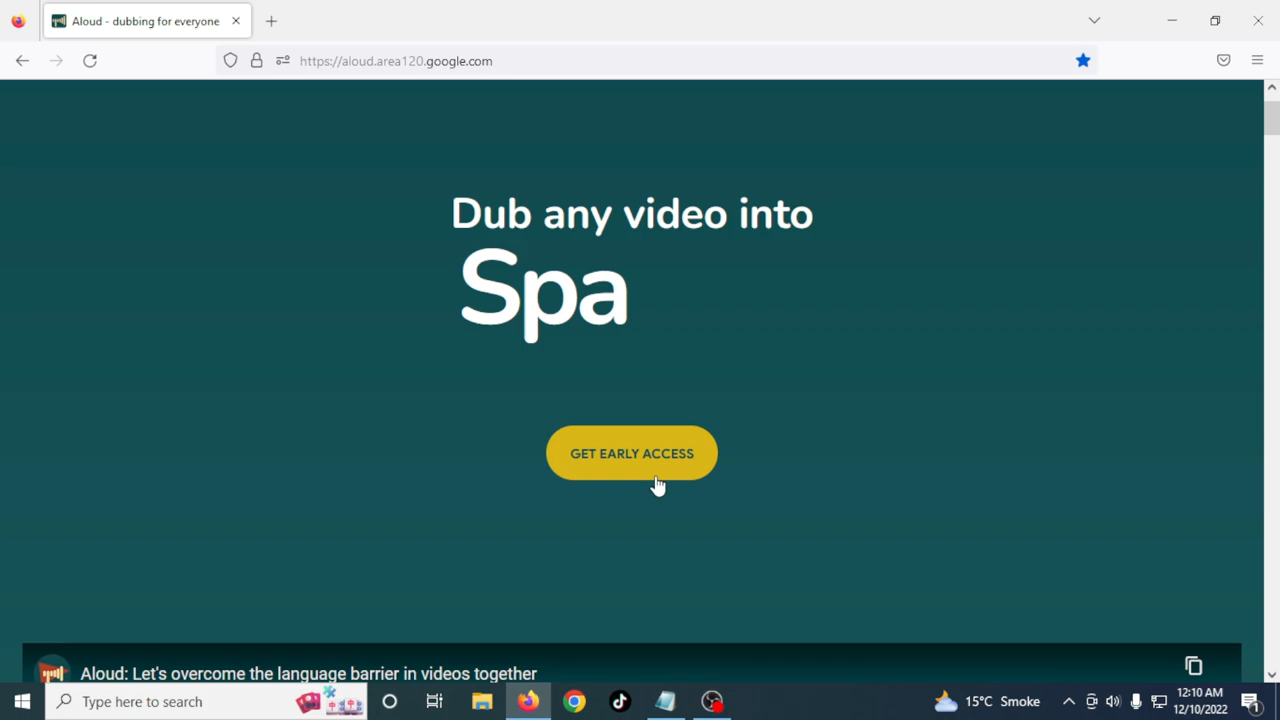 Aloud - dubbing for everyone
https://aloud.area120.google.com
Dub any video into
Spa
GET EARLY ACCESS
Aloud: Let's overcome the language barrier in videos together
Type here to search
15°C Smoke
12:10 AM
12/10/2022
1